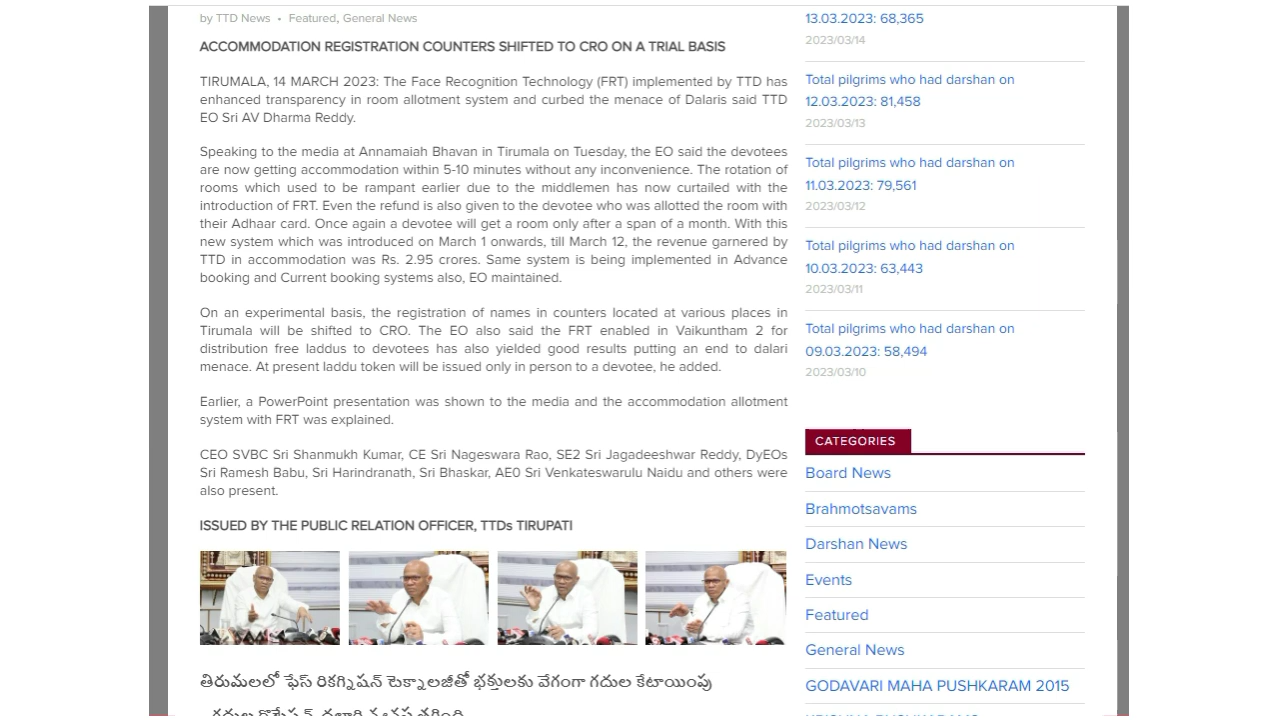 by TTD News • Featured, General News
ACCOMMODATION REGISTRATION COUNTERS SHIFTED TO CRO ON A TRIAL BASIS
TIRUMALA, 14 MARCH 2023: The Face Recognition Technology (FRT) implemented by TTD has
enhanced transparency in room allotment system and curbed the menace of Dalaris said TTD
EO Sri AV Dharma Reddy.
Speaking to the media at Annamaiah Bhavan in Tirumala on Tuesday, the EO said the devotees
are now getting accommodation within 5-10 minutes without any inconvenience. The rotation of
rooms which used to be rampant earlier due to the middlemen has now curtailed with the
introduction of FRT. Even the refund is also given to the devotee who was allotted the room with
their Adhaar card. Once again a devotee will get a room only after a span of a month. With this
new system which was introduced on March 1 onwards, till March 12, the revenue garnered by
TTD in accommodation was Rs. 2.95 crores. Same system is being implemented in Advance
booking and Current booking systems also, EO maintained.
On an experimental basis, the registration of names in counters located at various places in
Tirumala will be shifted to CRO. The EO also said the FRT enabled in Vaikuntham 2 for
distribution free laddus to devotees has also yielded good results putting an end to dalari
menace. At present laddu token will be issued only in person to a devotee, he added.
Earlier, a PowerPoint presentation was shown to the media and the accommodation allotment
system with FRT was explained.
CEO SVBC Sri Shanmukh Kumar, CE Sri Nageswara Rao, SE2 Sri Jagadeeshwar Reddy, DyEOs
Sri Ramesh Babu, Sri Harindranath, Sri Bhaskar, AE0 Sri Venkateswarulu Naidu and others were
also present.
ISSUED BY THE PUBLIC RELATION OFFICER, TTDs TIRUPATI
తిరుమలలో ఫేస్ రికగ్నిషన్ టెక్నాలజీతో భక్తులకు వేగంగా గదుల కేటాయింపు
13.03.2023: 68,365
2023/03/14
Total pilgrims who had darshan on
12.03.2023: 81,458
2023/03/13
Total pilgrims who had darshan on
11.03.2023: 79,561
2023/03/12
Total pilgrims who had darshan on
10.03.2023: 63,443
2023/03/11
Total pilgrims who had darshan on
09.03.2023: 58,494
2023/03/10
CATEGORIES
Board News
Brahmotsavams
Darshan News
Events
Featured
General News
GODAVARI MAHA PUSHKARAM 2015